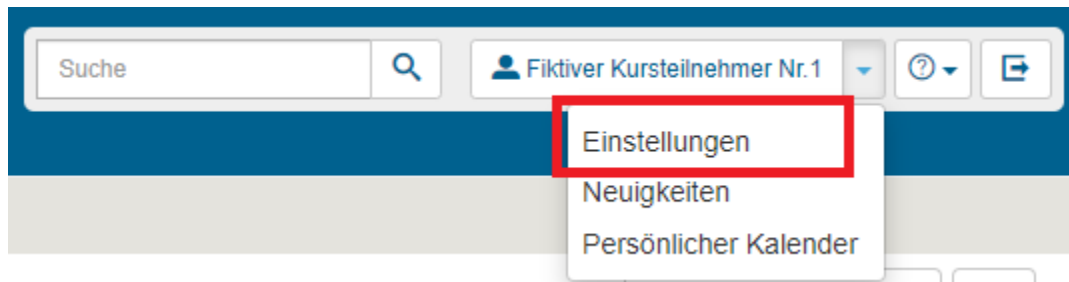 Suche
Fiktiver Kursteilnehmer Nr.1
Einstellungen
Neuigkeiten
Persönlicher Kalender